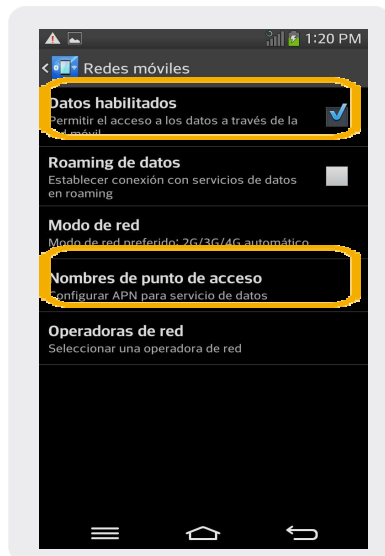 1:20 PM
Redes móviles
Datos habilitados
Permitir el acceso a los datos a través de la
red móvil
Roaming de datos
Establecer conexión con servicios de datos
en roaming
Modo de red
Modo de red preferido: 2G/3G/4G automático
Nombres de punto de acceso
Configurar APN para servicio de datos
Operadoras de red
Seleccionar una operadora de red